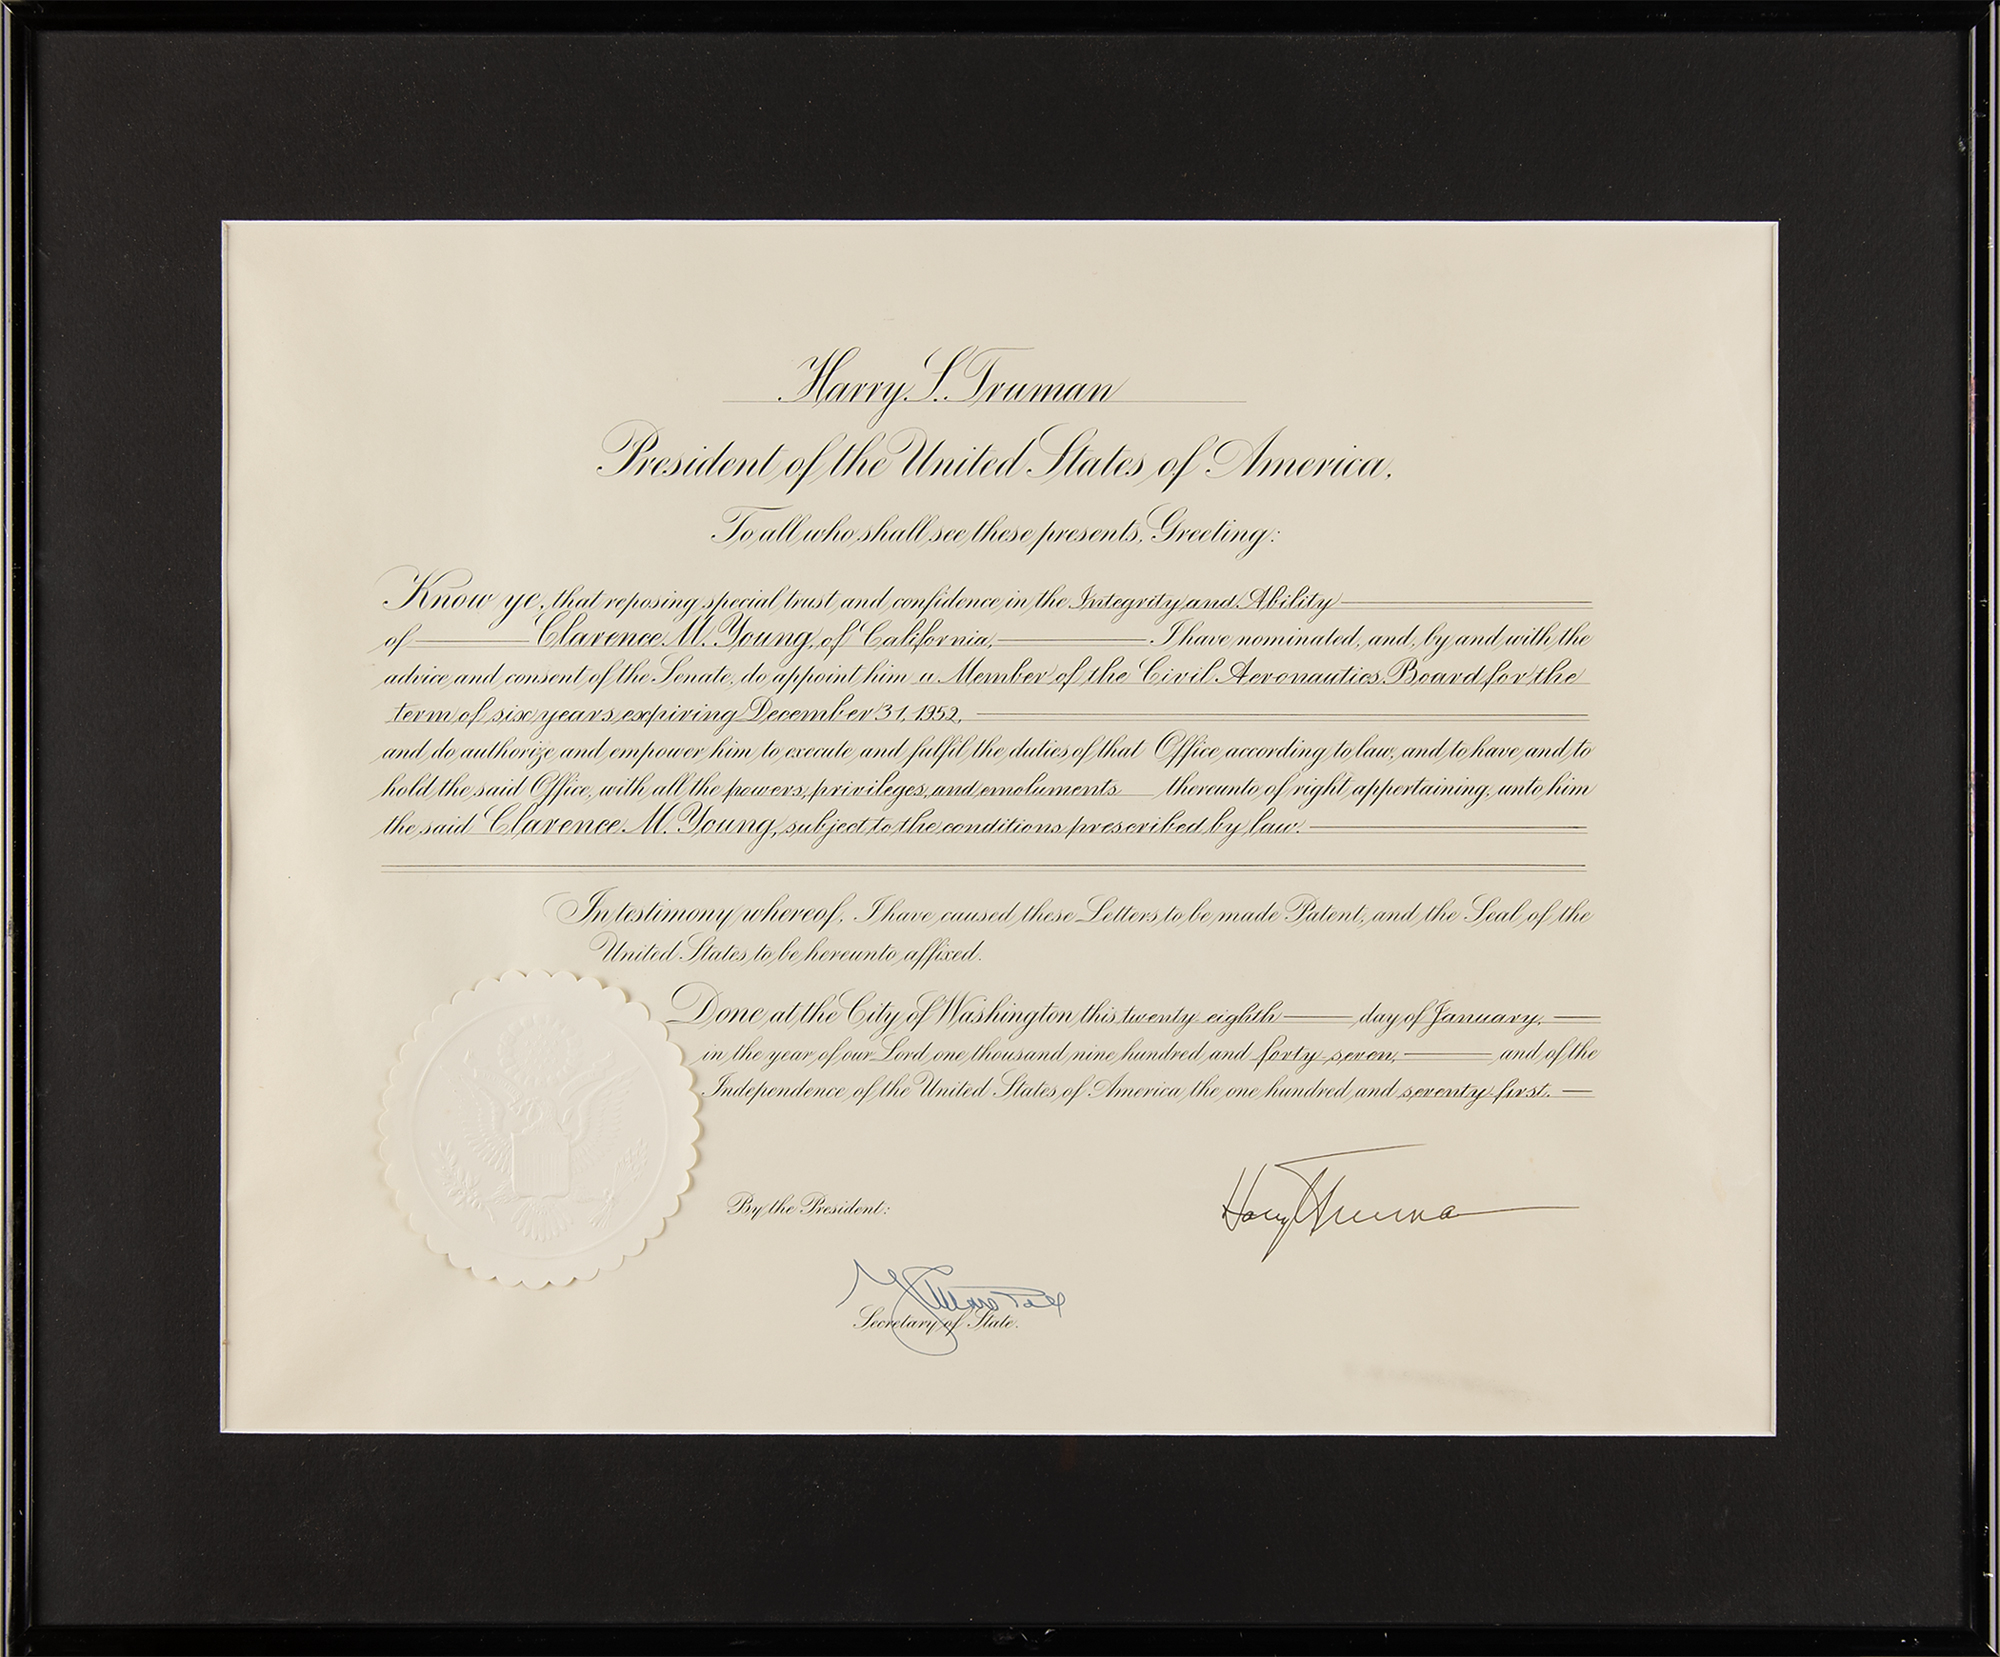 Harry S. Truman
President of the United States of America.
To all who shall see these presents, Greeting:
Know ye, that reposing special trust and confidence in the Integrity and Ability
of Clarence M. Young, of California, I have nominated, and, by and with the
advice and consent of the Senate, do appoint him a Member of the Civil Aeronautics Board for the
term of six years expiring December 31, 1952,
and do authorize and empower him to execute and fulfil the duties of that Office according to law, and to have and to
hold the said Office, with all the powers, privileges, and emoluments thereunto of right appertaining, unto him
the said Clarence M. Young, subject to the conditions prescribed by law.
In testimony whereof, I have caused these Letters to be made Patent, and the Seal of the
United States to be hereunto affixed.
Done at the City of Washington this twenty eighth day of January,
in the year of our Lord one thousand nine hundred and forty-seven, and of the
Independence of the United States of America the one hundred and seventy-first.
By the President:
Harry Truman
Secretary of State.